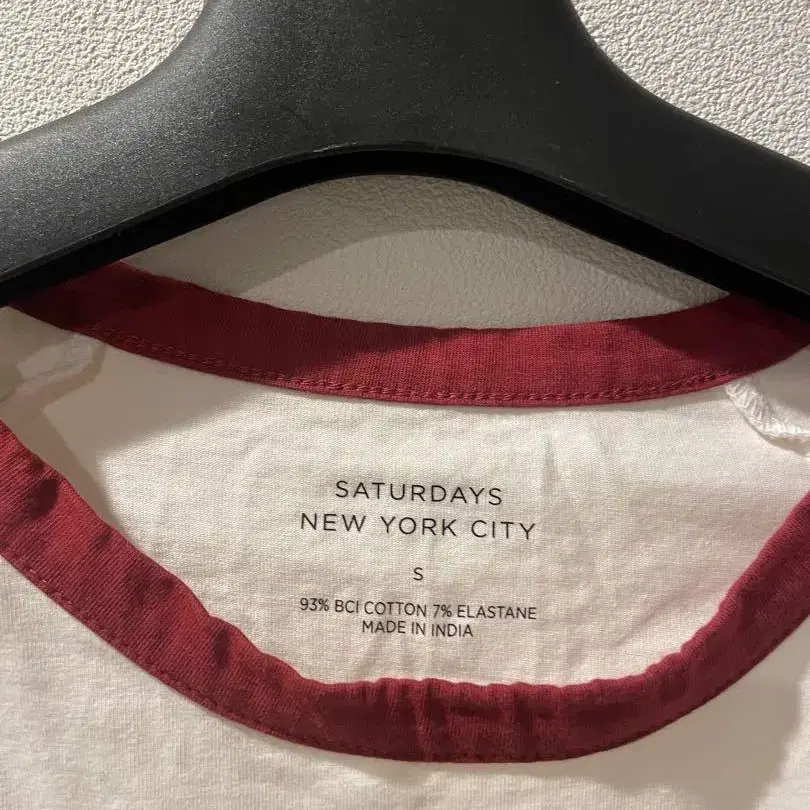 SATURDAYS
NEW YORK CITY
S
93% BCI COTTON 7% ELASTANE
MADE IN INDIA